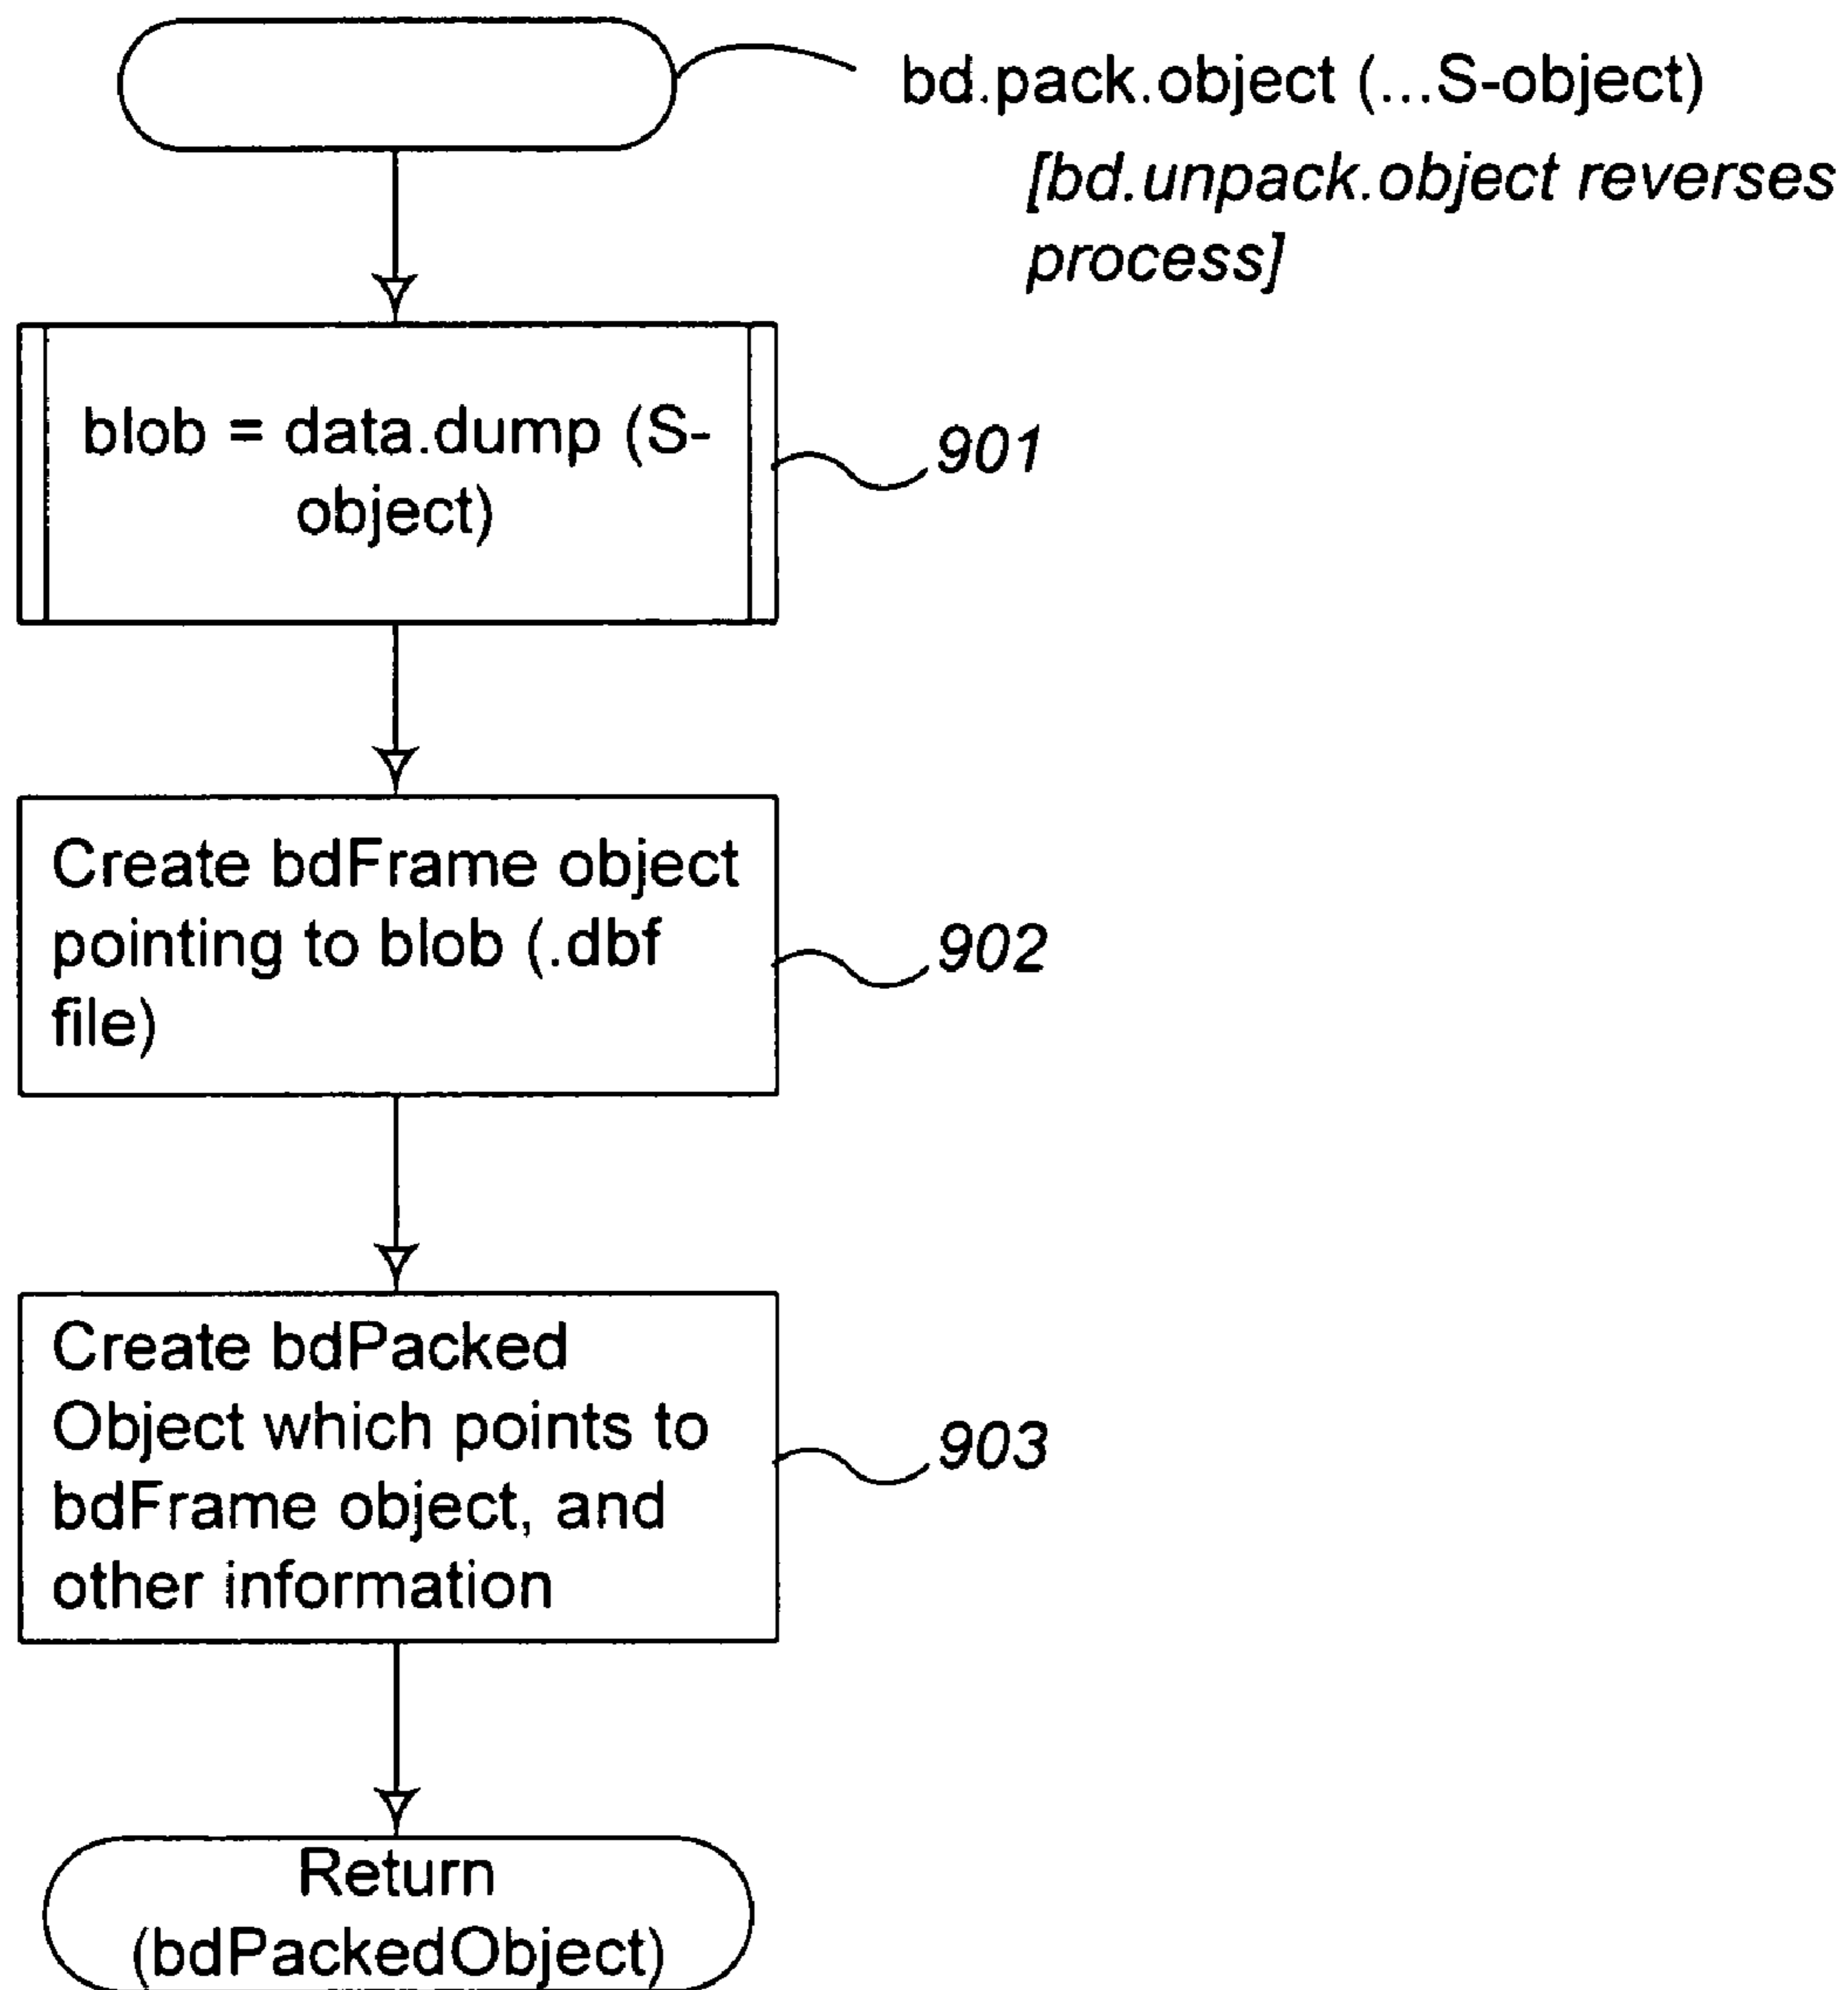 bd.pack.object (...S-object)
[bd.unpack.object reverses
process]
blob = data.dump (S-
object)
901
Create bdFrame object
pointing to blob (.dbf
file)
902
Create bdPacked
Object which points to
bdFrame object, and
other information
903
Return
(bdPackedObject)